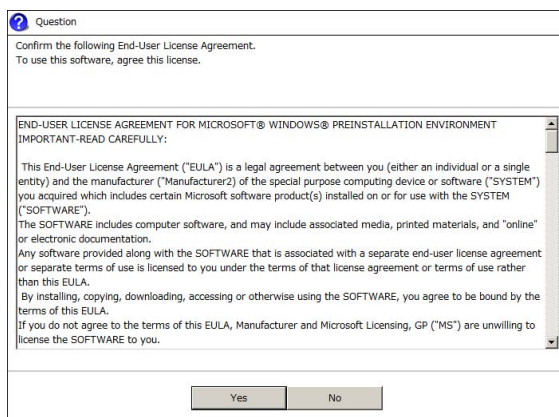 Question
Confirm the following End-User License Agreement.
To use this software, agree this license.
END-USER LICENSE AGREEMENT FOR MICROSOFT® WINDOWS® PREINSTALLATION ENVIRONMENT
IMPORTANT-READ CAREFULLY:
This End-User License Agreement ("EULA") is a legal agreement between you (either an individual or a single
entity) and the manufacturer ("Manufacturer2) of the special purpose computing device or software ("SYSTEM")
you acquired which includes certain Microsoft software product(s) installed on or for use with the SYSTEM
("SOFTWARE").
The SOFTWARE includes computer software, and may include associated media, printed materials, and "online"
or electronic documentation.
Any software provided along with the SOFTWARE that is associated with a separate end-user license agreement
or separate terms of use is licensed to you under the terms of that license agreement or terms of use rather
than this EULA.
By installing, copying, downloading, accessing or otherwise using the SOFTWARE, you agree to be bound by the
terms of this EULA.
If you do not agree to the terms of this EULA, Manufacturer and Microsoft Licensing, GP ("MS") are unwilling to
license the SOFTWARE to you.
Yes
No